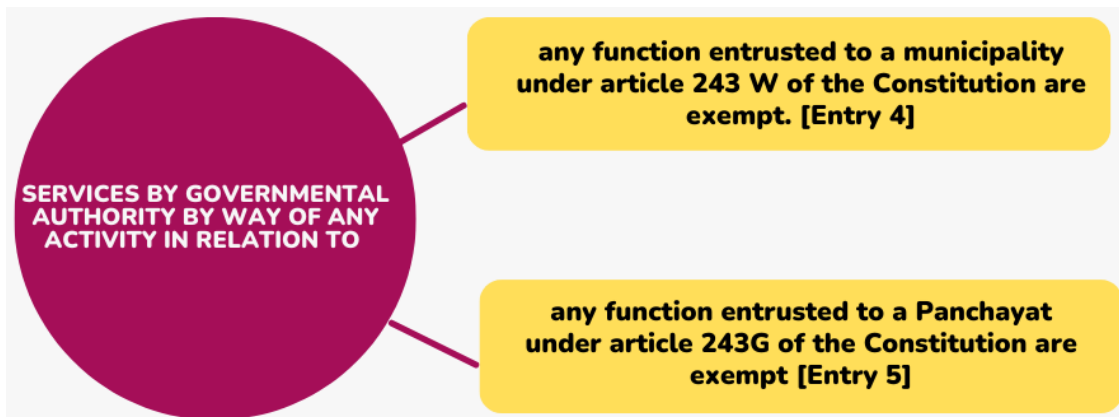 SERVICES BY GOVERNMENTAL
AUTHORITY BY WAY OF ANY
ACTIVITY IN RELATION TO
any function entrusted to a municipality
under article 243 W of the Constitution are
exempt. [Entry 4]
any function entrusted to a Panchayat
under article 243G of the Constitution are
exempt [Entry 5]